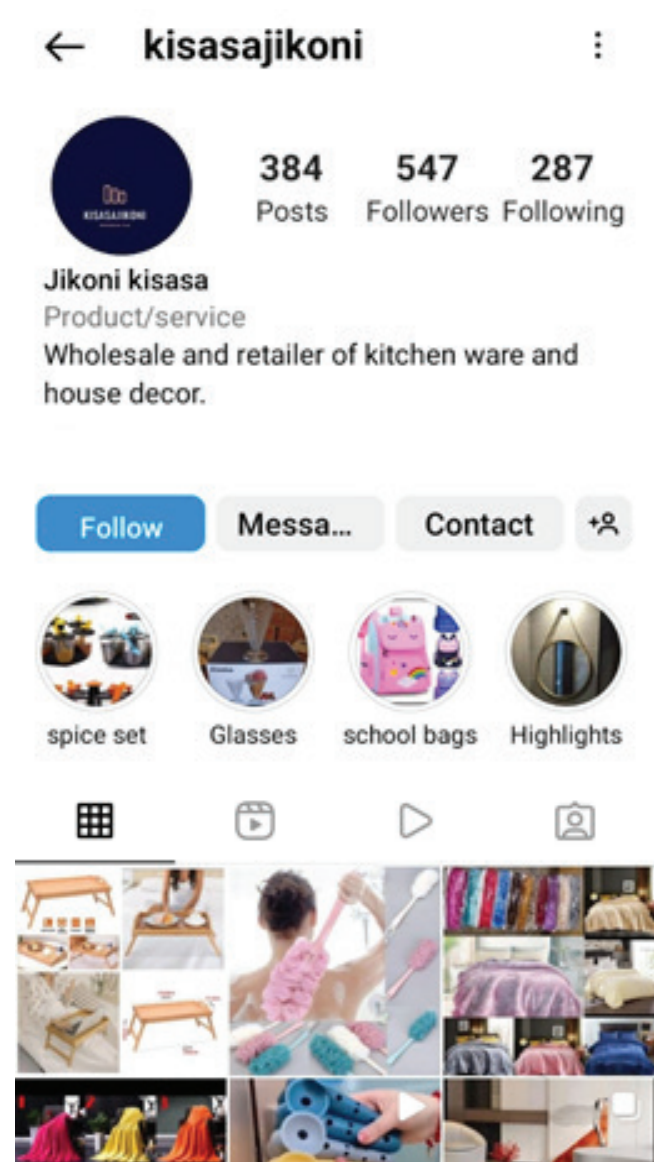 kisasajikoni
384 547 287
Posts Followers Following
KISASAJIKONI
Jikoni kisasa
Product/service
Wholesale and retailer of kitchen ware and
house decor.
Follow Messa... Contact
spice set Glasses school bags Highlights